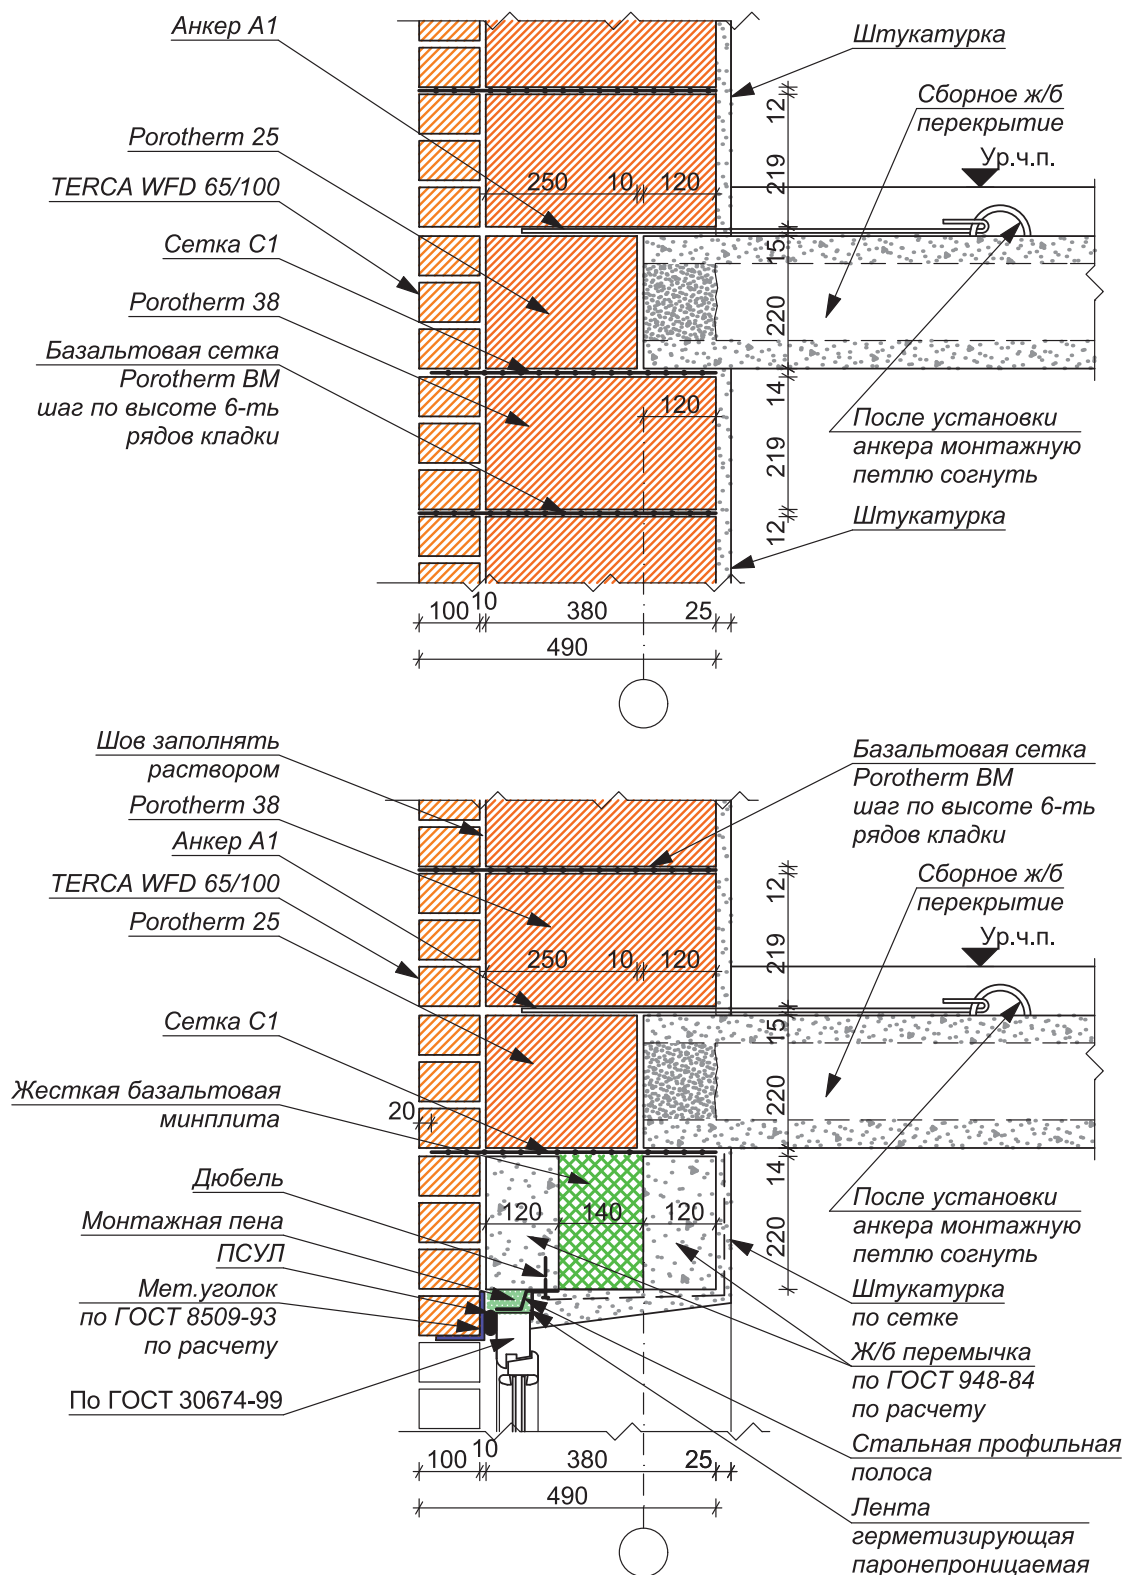 Анкер А1
Porotherm 25
TERCA WFD 65/100
Сетка С1
Porotherm 38
Базальтовая сетка
Porotherm BM
шаг по высоте 6-ть
рядов кладки
Штукатурка
Сборное ж/б
перекрытие
Ур.ч.п.
После установки
анкера монтажную
петлю согнуть
Штукатурка
250
10
120
120
12
219
15
220
14
219
12
100
10
380
25
490
Шов заполнять
раствором
Porotherm 38
Анкер А1
TERCA WFD 65/100
Porotherm 25
Сетка С1
Жесткая базальтовая
минплита
20
Дюбель
Монтажная пена
ПСУЛ
Мет.уголок
по ГОСТ 8509-93
по расчету
По ГОСТ 30674-99
Базальтовая сетка
Porotherm BM
шаг по высоте 6-ть
рядов кладки
Сборное ж/б
перекрытие
Ур.ч.п.
После установки
анкера монтажную
петлю согнуть
Штукатурка
по сетке
Ж/б перемычка
по ГОСТ 948-84
по расчету
Стальная профильная
полоса
Лента
герметизирующая
паронепроницаемая
250
10
120
12
219
15
220
14
220
120
140
120
100
10
380
25
490